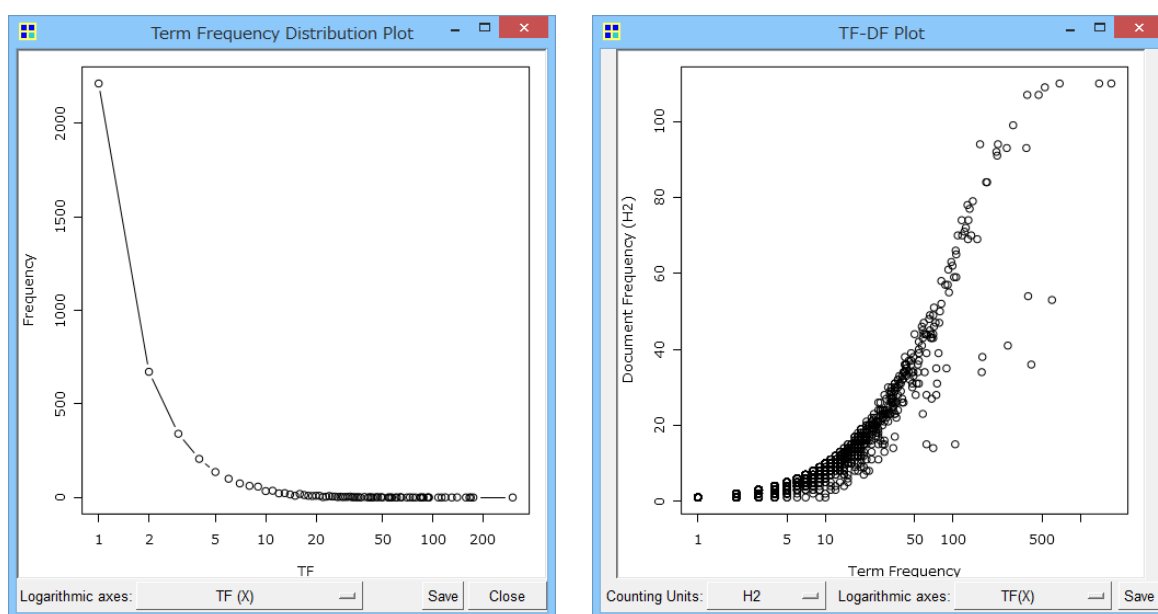 Term Frequency Distribution Plot
2000
1500
1000
500
0
Frequency
1 2 5 10 20 50 100 200
TF
Logarithmic axes: TF (X) Save Close
TF-DF Plot
100
80
60
40
20
0
Document Frequency (H2)
1 5 10 50 100 500
Term Frequency
Counting Units: H2 Logarithmic axes: TF(X) Save